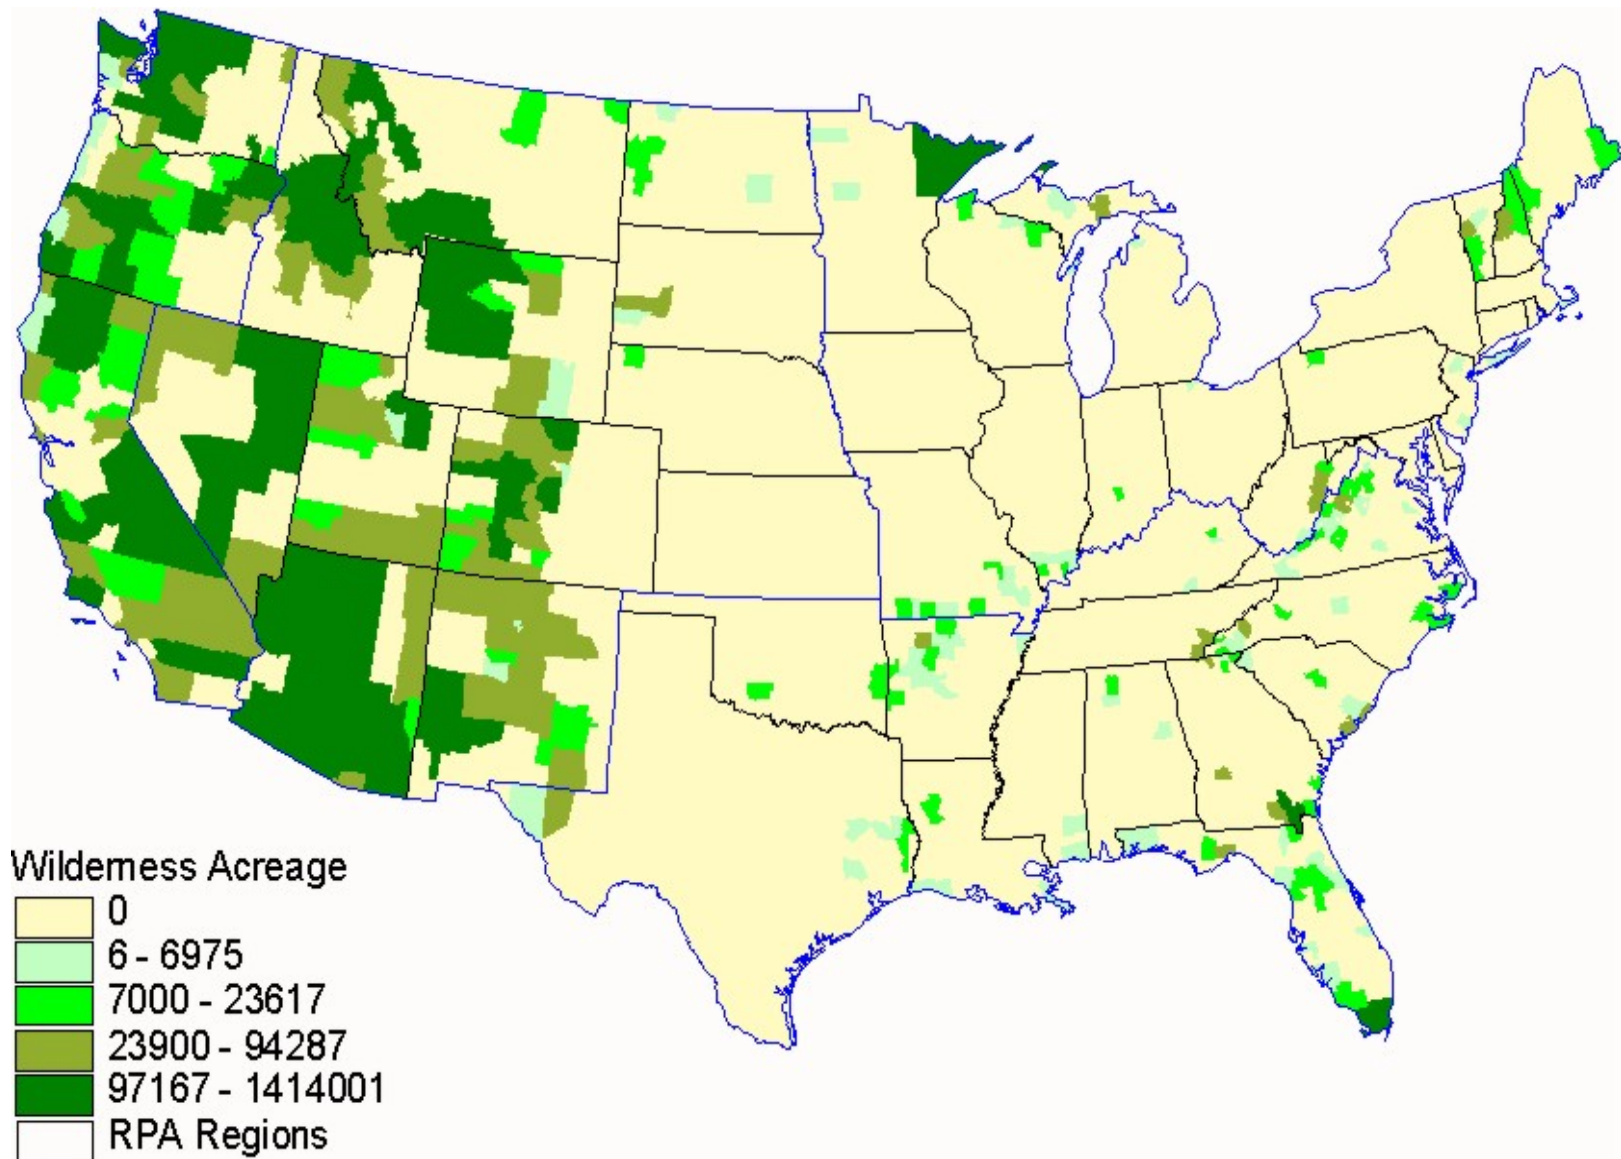 Wilderness Acreage
0
6 - 6975
7000 - 23617
23900 - 94287
97167 - 1414001
RPA Regions